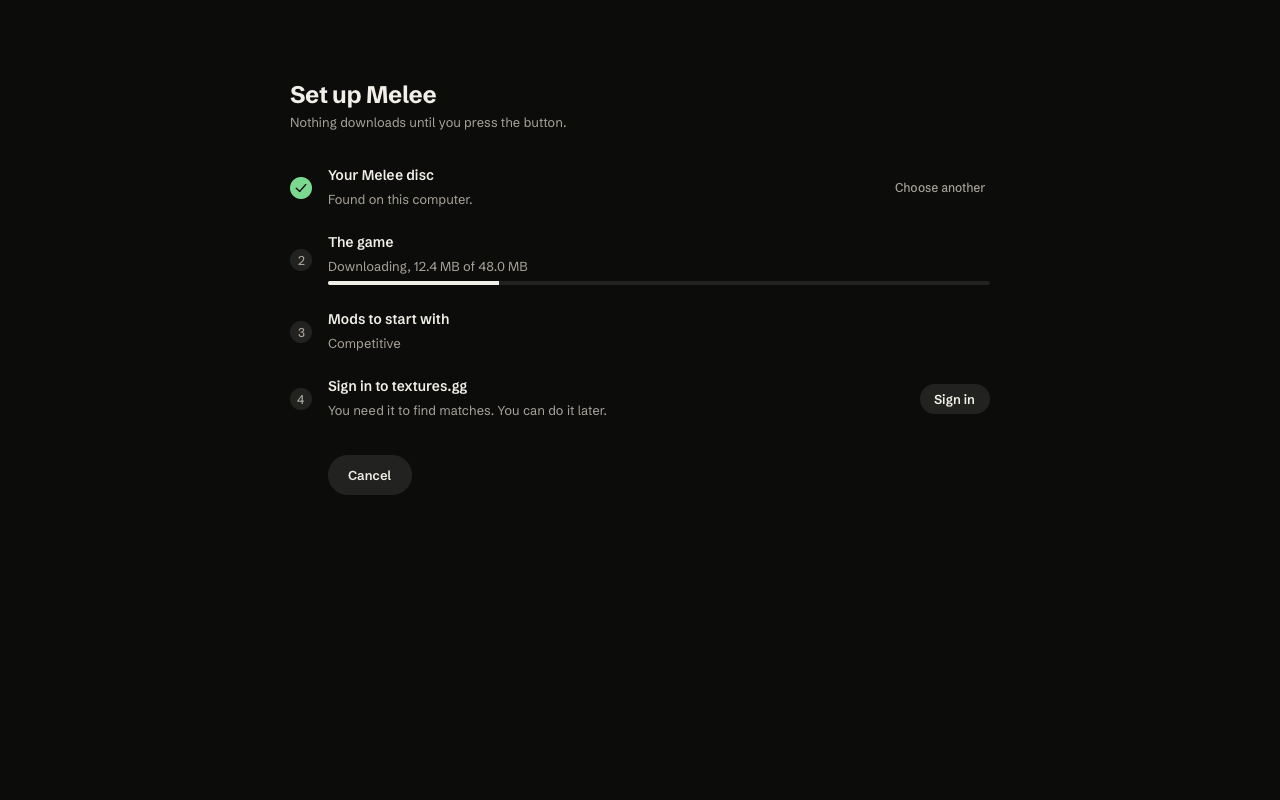 Set up Melee
Nothing downloads until you press the button.
Your Melee disc
Found on this computer.
Choose another
2
The game
Downloading, 12.4 MB of 48.0 MB
3
Mods to start with
Competitive
4
Sign in to textures.gg
You need it to find matches. You can do it later.
Sign in
Cancel